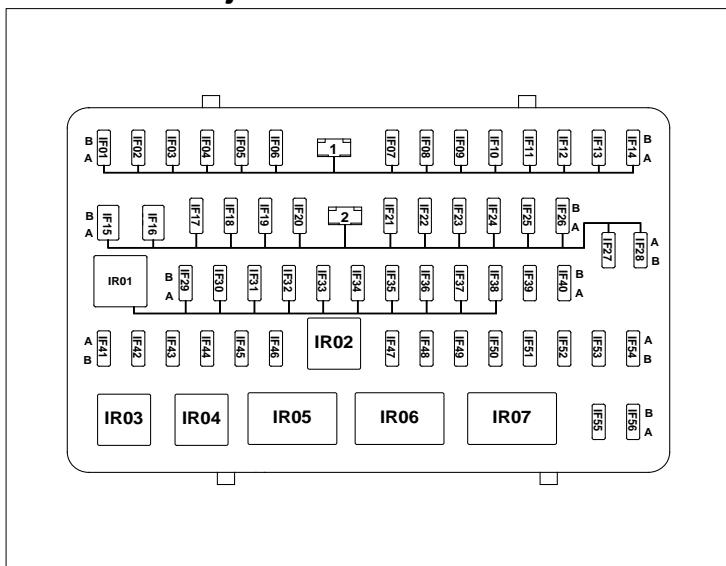 B IF01 IF02 IF03 IF04 IF05 IF06 1 IF07 IF08 IF09 IF10 IF11 IF12 IF13 IF14 B
A A
B IF15 IF16 IF17 IF18 IF19 IF20 2 IF21 IF22 IF23 IF24 IF25 IF26 B
A A
IF27 IF28 A
B
IR01 B IF29 IF30 IF31 IF32 IF33 IF34 IF35 IF36 IF37 IF38 IF39 IF40 B
A A
A IF41 IF42 IF43 IF44 IF45 IF46 IR02 IF47 IF48 IF49 IF50 IF51 IF52 IF53 IF54 A
B B
IR03 IR04 IR05 IR06 IR07 IF55 IF56 B
A